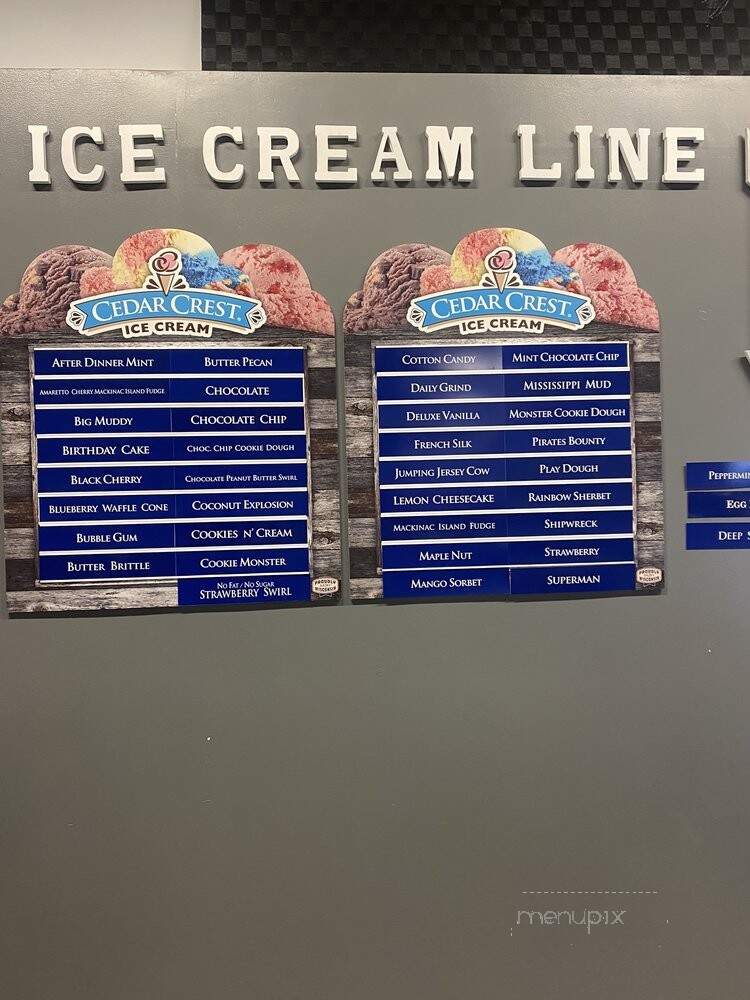 ICE CREAM LINE
CEDAR CREST
ICE CREAM
AFTER DINNER MINT
AMARETTO CHERRY MACKINAC ISLAND FUDGE
BIG MUDDY
BIRTHDAY CAKE
BLACK CHERRY
BLUEBERRY WAFFLE CONE
BUBBLE GUM
BUTTER BRITTLE
BUTTER PECAN
CHOCOLATE
CHOCOLATE CHIP
CHOC. CHIP COOKIE DOUGH
CHOCOLATE PEANUT BUTTER SWIRL
COCONUT EXPLOSION
COOKIES N' CREAM
COOKIE MONSTER
NO FAT / NO SUGAR
STRAWBERRY SWIRL
PROUDLY
WISCONSIN
CEDAR CREST
ICE CREAM
COTTON CANDY
DAILY GRIND
DELUXE VANILLA
FRENCH SILK
JUMPING JERSEY COW
LEMON CHEESECAKE
MACKINAC ISLAND FUDGE
MAPLE NUT
MANGO SORBET
MINT CHOCOLATE CHIP
MISSISSIPPI MUD
MONSTER COOKIE DOUGH
PIRATES BOUNTY
PLAY DOUGH
RAINBOW SHERBET
SHIPWRECK
STRAWBERRY
SUPERMAN
PROUDLY
WISCONSIN
PEPPERMIN
EGG
DEEP
menupix